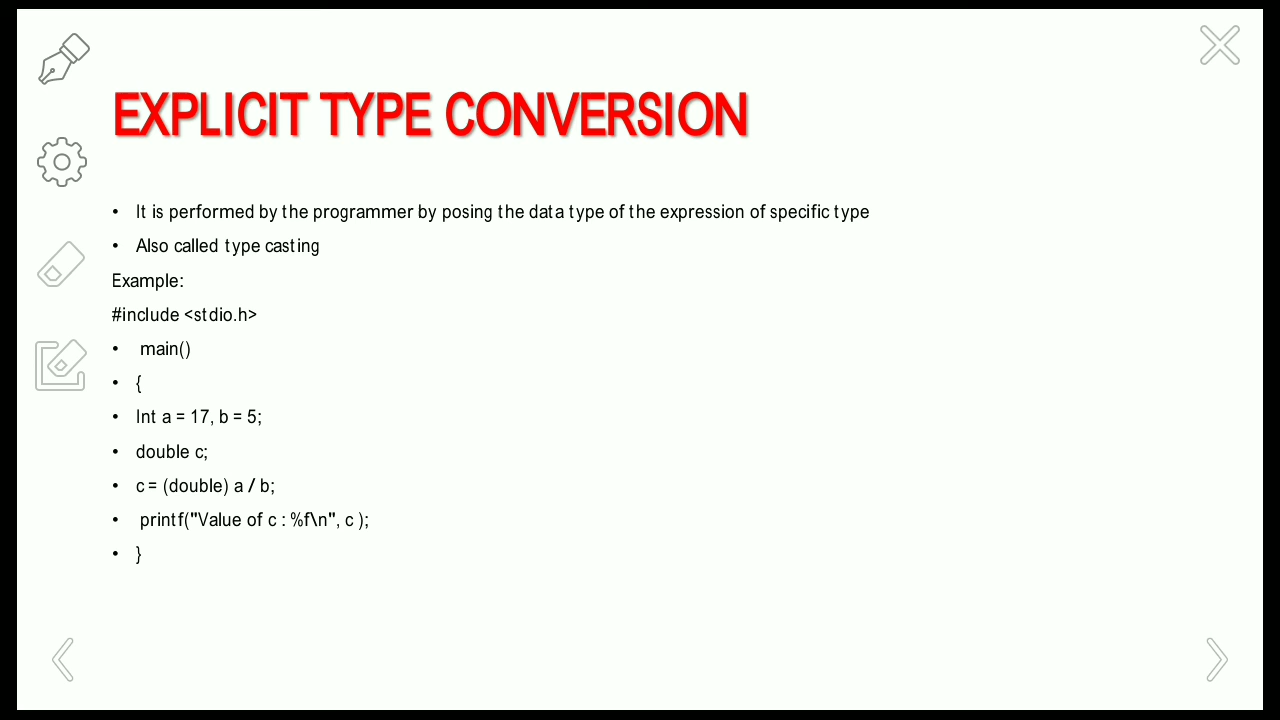 EXPLICIT TYPE CONVERSION
• It is performed by the programmer by posing the data type of the expression of specific type
• Also called type casting
Example:
#include <stdio.h>
• main()
• {
• Int a = 17, b = 5;
• double c;
• c = (double) a / b;
• printf("Value of c : %f\n", c );
• }